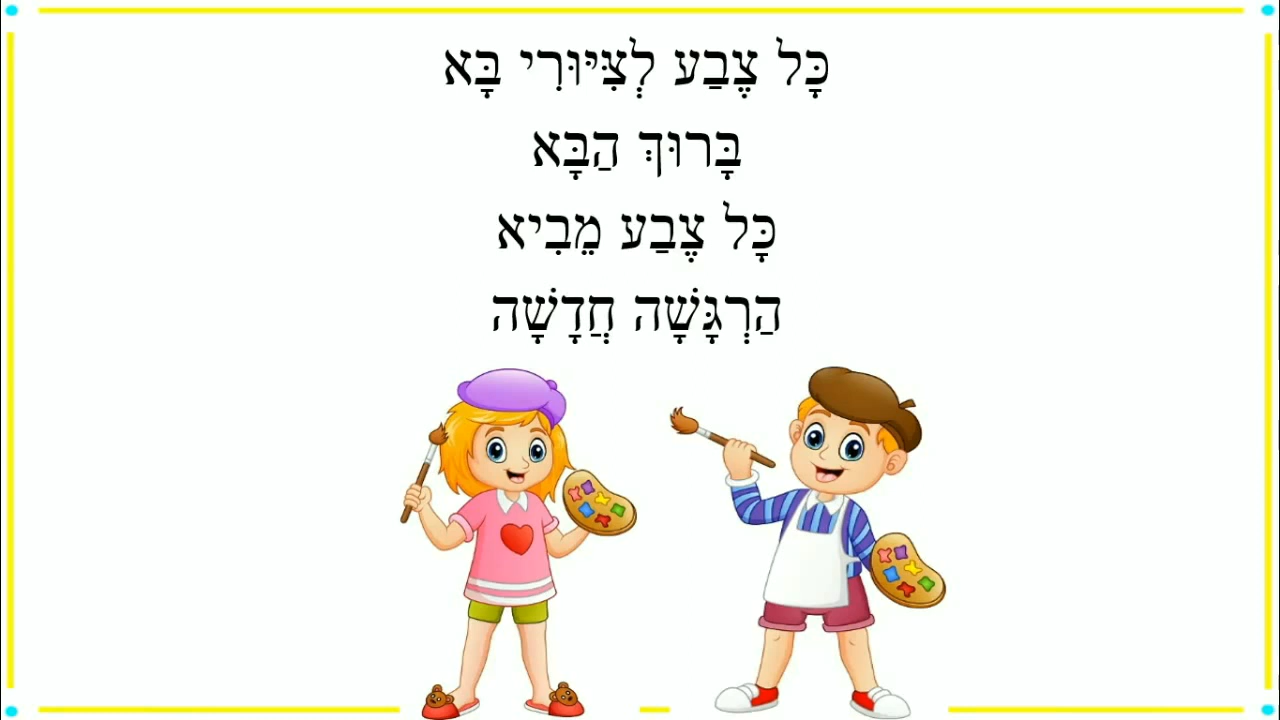 כָּל צֶבַע לְצִיּוּרִי בָּא
בָּרוּךְ הַבָּא
כָּל צֶבַע מֵבִיא
הַרְגָּשָׁה חֲדָשָׁה